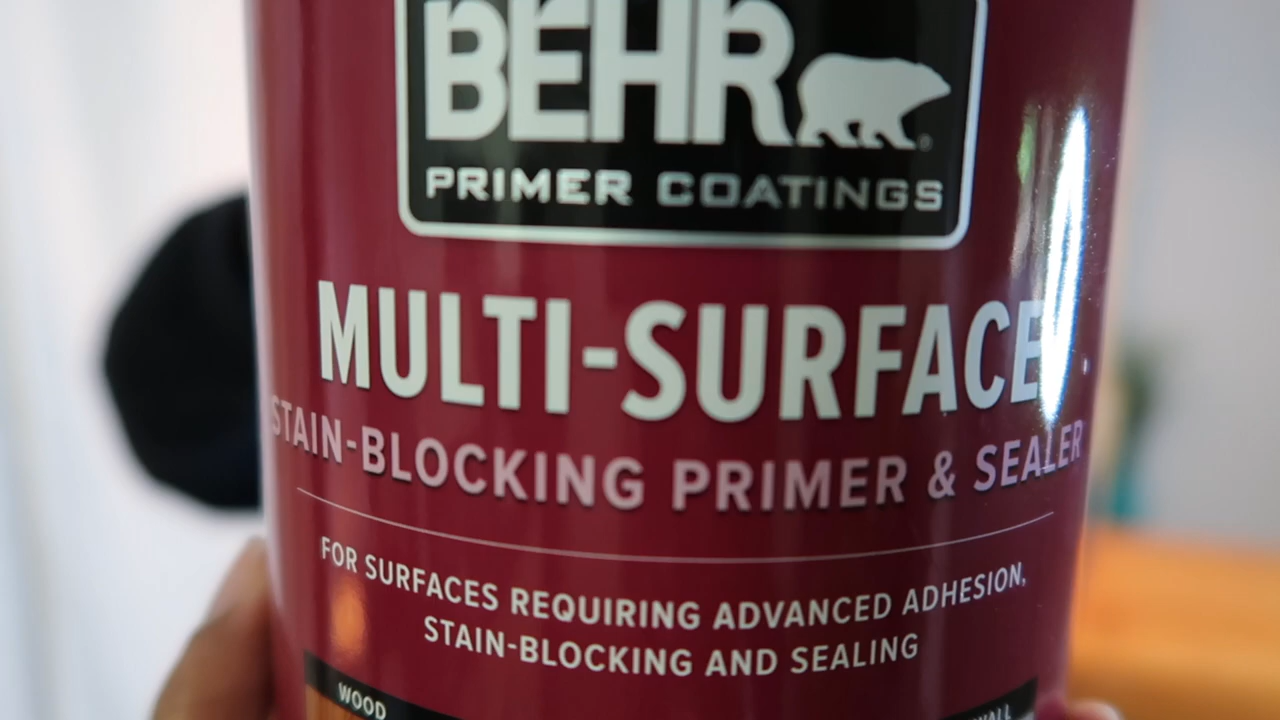 BEHR
PRIMER COATINGS
MULTI-SURFACE
STAIN-BLOCKING PRIMER & SEALER
FOR SURFACES REQUIRING ADVANCED ADHESION,
STAIN-BLOCKING AND SEALING
WOOD